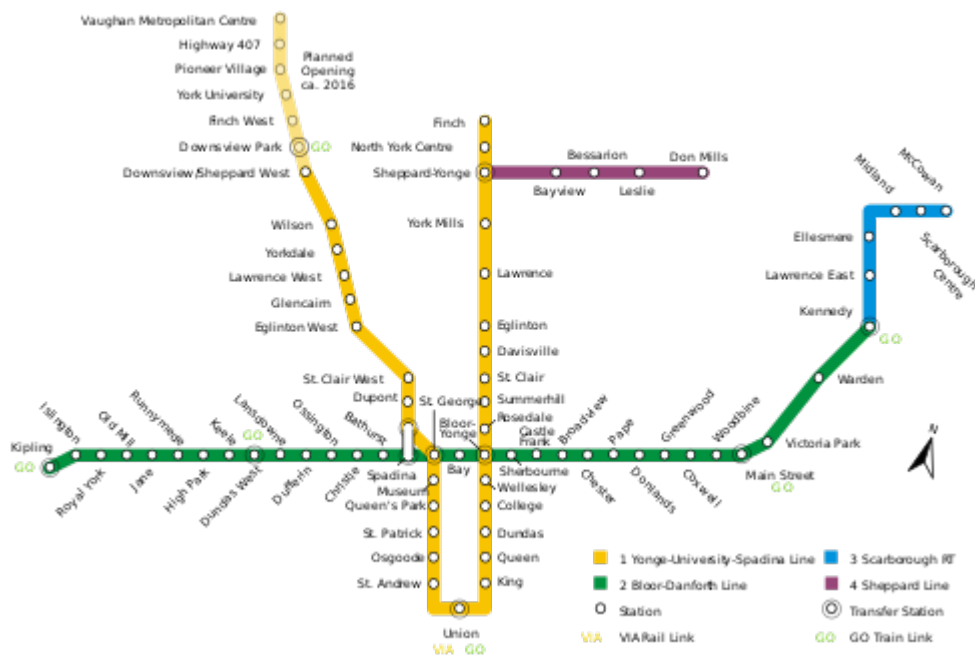 Vaughan Metropolitan Centre
Highway 407
Pioneer Village
York University
Finch West
Downsview Park
GO
Downsview/Sheppard West
Planned
Opening
ca. 2016
Wilson
Yorkdale
Lawrence West
Glencairn
Eglinton West
St. Clair West
Dupont
Finch
North York Centre
Sheppard-Yonge
Bessarion
Don Mills
Bayview
Leslie
York Mills
Lawrence
Eglinton
Davisville
St. Clair
Summerhill
Rosedale
St. George
Bloor-
Yonge
Midland
McCowan
Scarborough
Centre
Ellesmere
Lawrence East
Kennedy
GO
Warden
Victoria Park
Kipling
GO
Islington
Royal York
Old Mill
Jane
Runnymede
High Park
Keele
Dundas West
GO
Lansdowne
Dufferin
Ossington
Christie
Bathurst
Spadina
Bay
Sherbourne
Castle
Frank
Broadview
Chester
Pape
Donlands
Greenwood
Coxwell
Woodbine
Main Street
GO
Museum
Queen's Park
St. Patrick
Osgoode
St. Andrew
Wellesley
College
Dundas
Queen
King
Union
VIA GO
N
1 Yonge-University-Spadina Line
2 Bloor-Danforth Line
Station
VIA VIA Rail Link
3 Scarborough RT
4 Sheppard Line
Transfer Station
GO GO Train Link